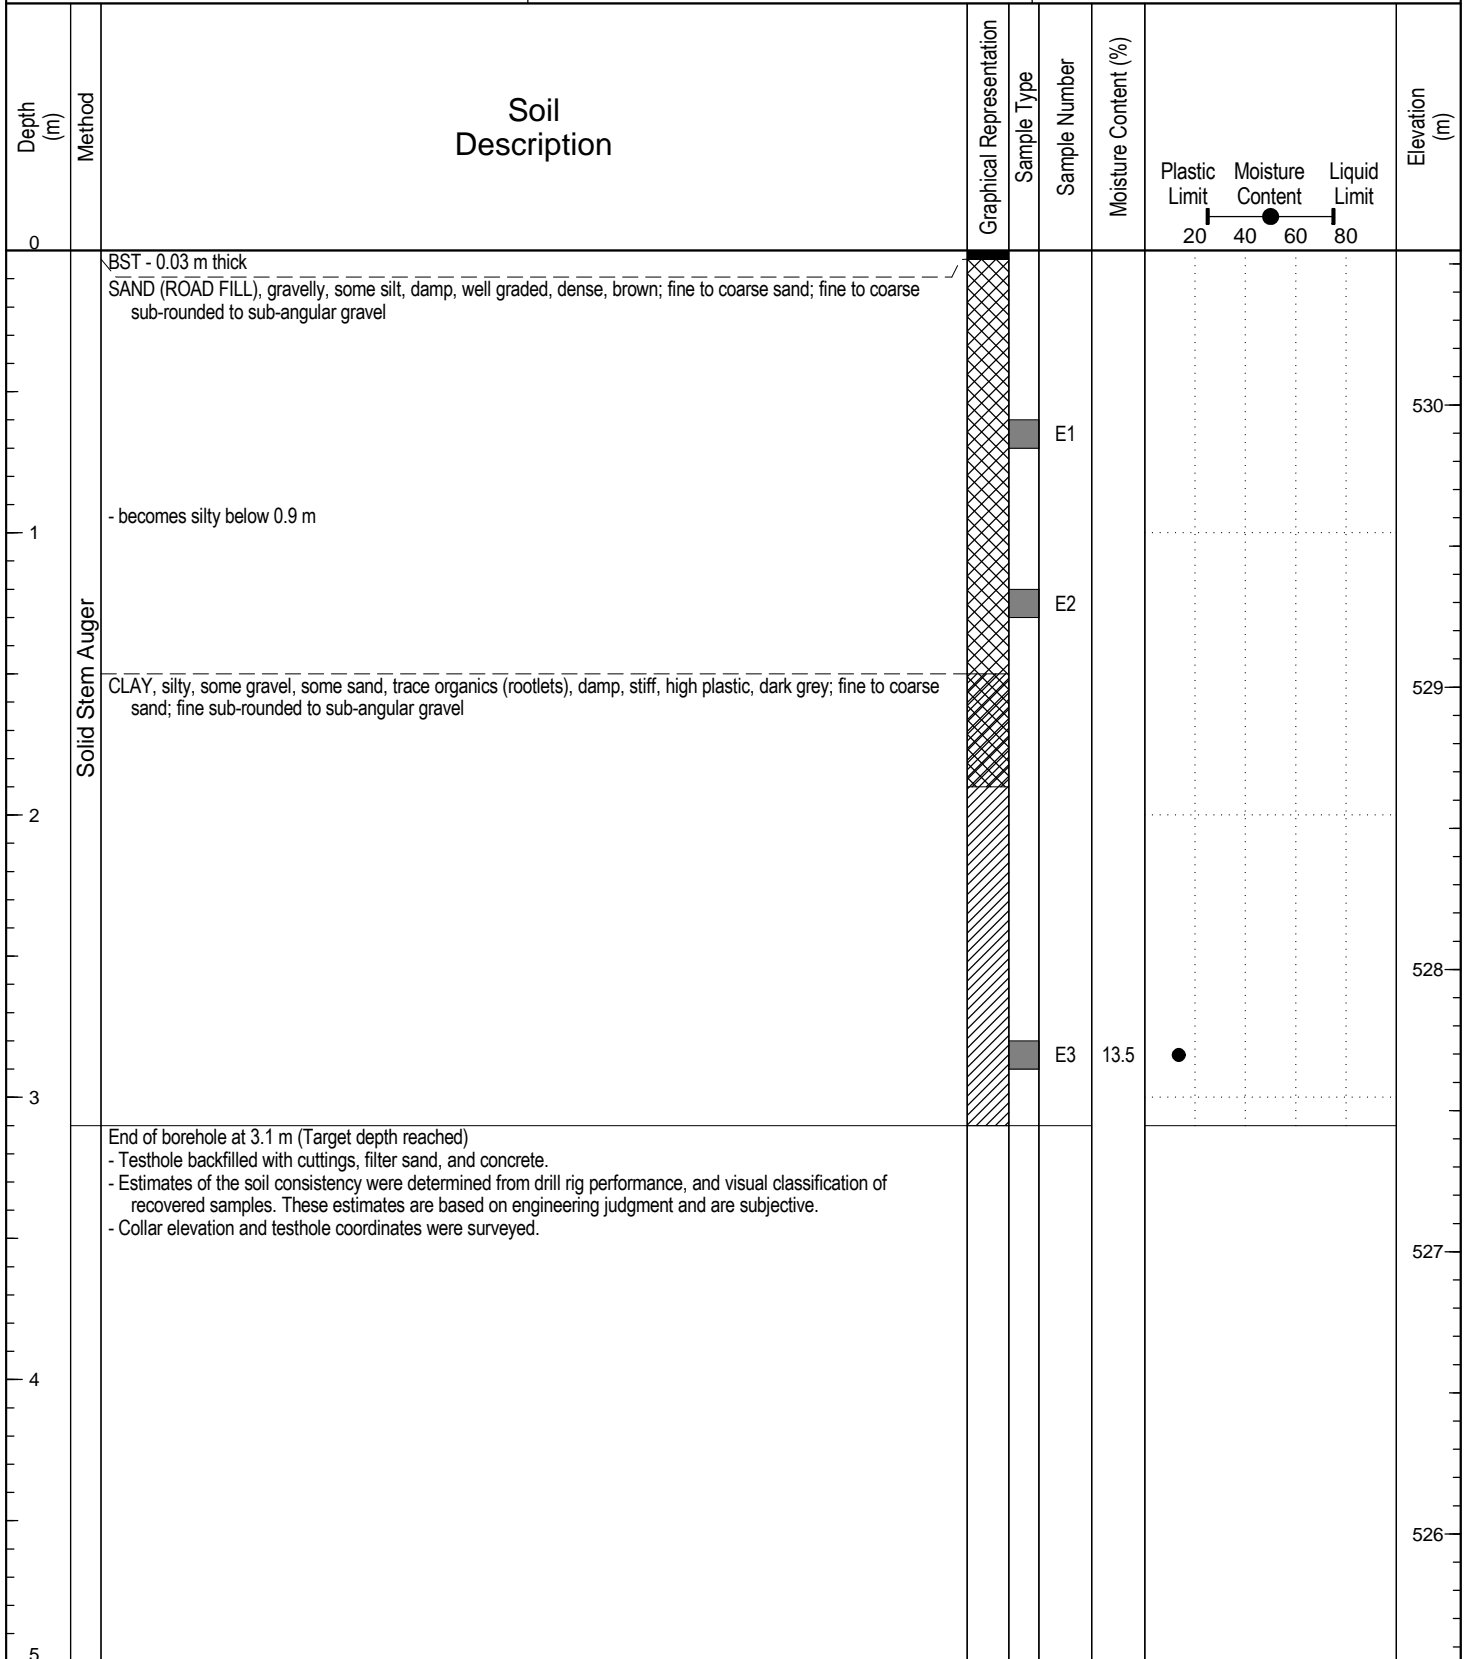 Depth
(m)
Method
Soil
Description
Graphical Representation
Sample Type
Sample Number
Moisture Content (%)
Plastic
Limit
Moisture
Content
Liquid
Limit
20 40 60 80
Elevation
(m)
0
BST - 0.03 m thick
SAND (ROAD FILL), gravelly, some silt, damp, well graded, dense, brown; fine to coarse sand; fine to coarse
sub-rounded to sub-angular gravel
530
E1
- becomes silty below 0.9 m
1
E2
Solid Stem Auger
CLAY, silty, some gravel, some sand, trace organics (rootlets), damp, stiff, high plastic, dark grey; fine to coarse
sand; fine sub-rounded to sub-angular gravel
529
2
528
E3 13.5
3
End of borehole at 3.1 m (Target depth reached)
- Testhole backfilled with cuttings, filter sand, and concrete.
- Estimates of the soil consistency were determined from drill rig performance, and visual classification of
recovered samples. These estimates are based on engineering judgment and are subjective.
- Collar elevation and testhole coordinates were surveyed.
527
4
526
5